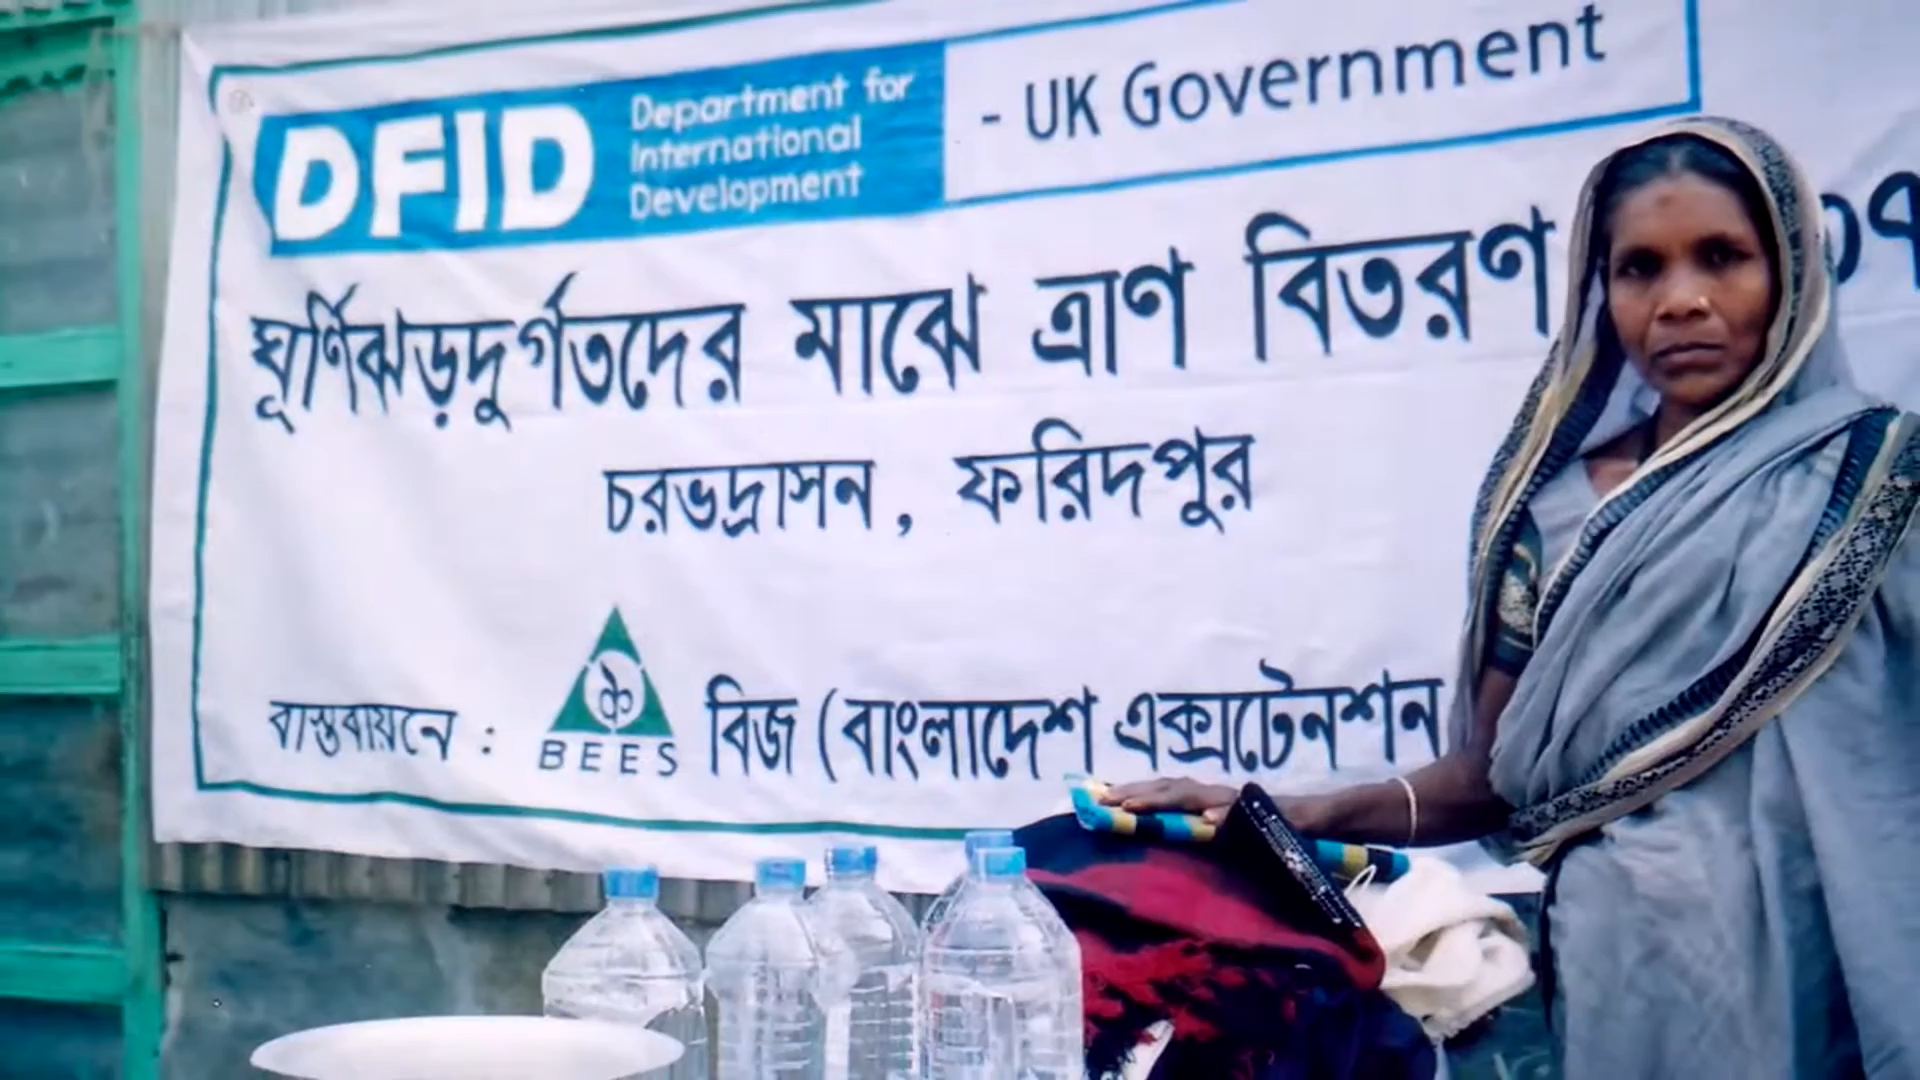 DFID
Department for
International
Development
- UK Government
ঘূর্ণিঝড়দুর্গতদের মাঝে ত্রাণ বিতরণ ০৭
চরভদ্রাসন, ফরিদপুর
বাস্তবায়নে :
BEES
বিজ (বাংলাদেশ এক্সটেনশন